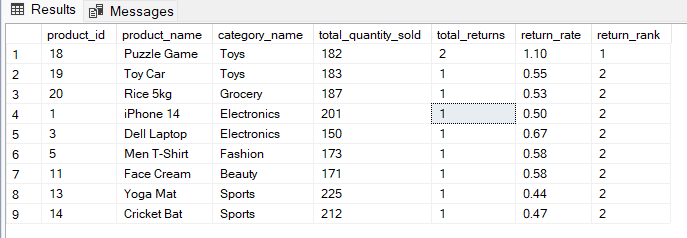 Results Messages
product_id product_name category_name total_quantity_sold total_returns return_rate return_rank
1 18 Puzzle Game Toys 182 2 1.10 1
2 19 Toy Car Toys 183 1 0.55 2
3 20 Rice 5kg Grocery 187 1 0.53 2
4 1 iPhone 14 Electronics 201 1 0.50 2
5 3 Dell Laptop Electronics 150 1 0.67 2
6 5 Men T-Shirt Fashion 173 1 0.58 2
7 11 Face Cream Beauty 171 1 0.58 2
8 13 Yoga Mat Sports 225 1 0.44 2
9 14 Cricket Bat Sports 212 1 0.47 2